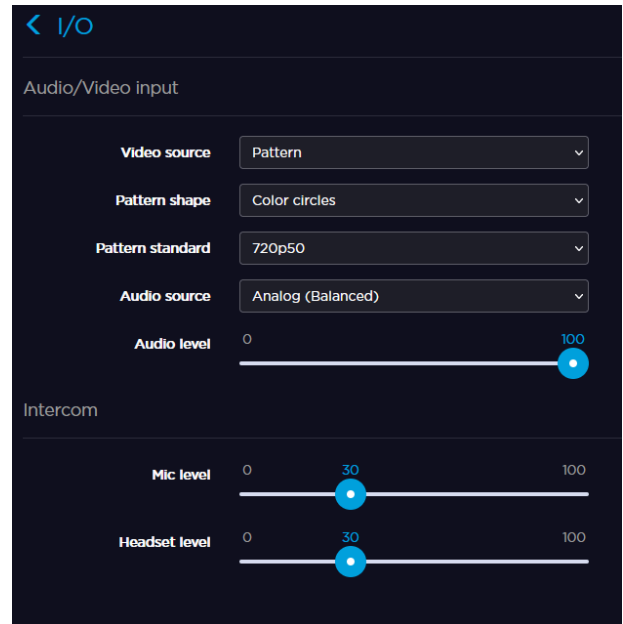 I/O
Audio/Video input
Video source Pattern
Pattern shape Color circles
Pattern standard 720p50
Audio source Analog (Balanced)
Audio level 0 100
Intercom
Mic level 0 30 100
Headset level 0 30 100